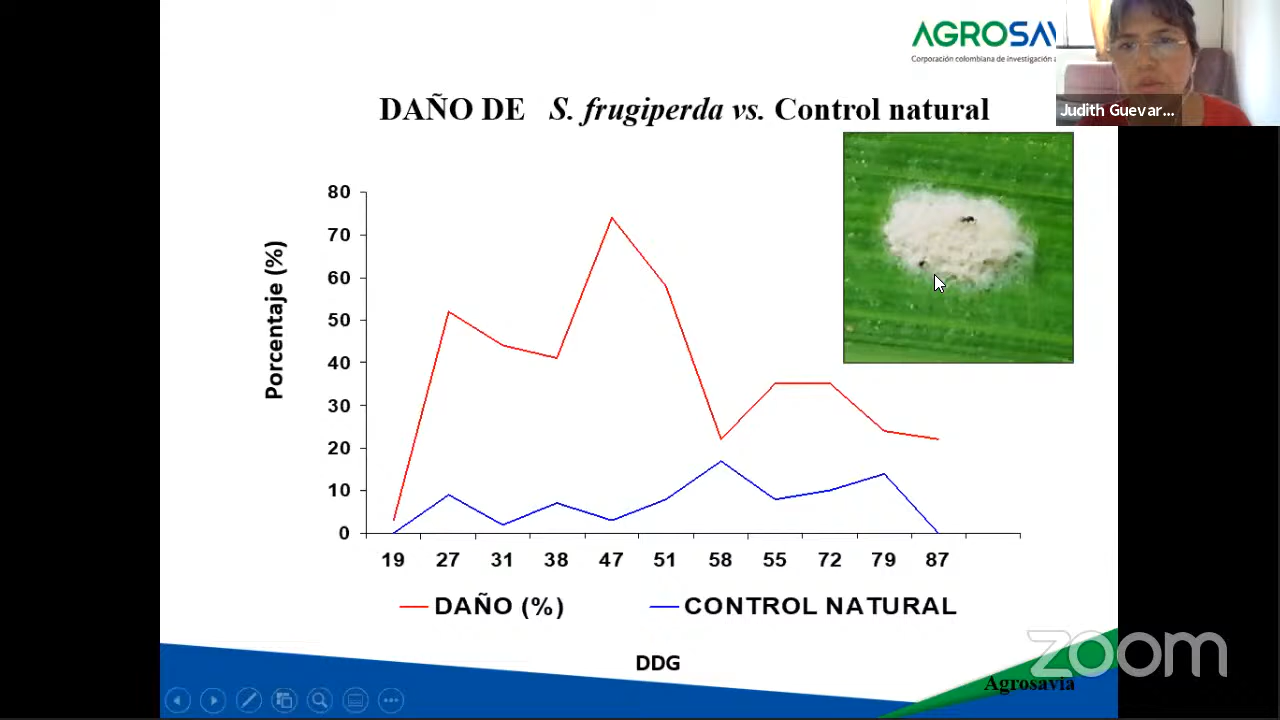 AGROSAV
Corporación colombiana de investigación a
Judith Guevar...
DAÑO DE S. frugiperda vs. Control natural
Porcentaje (%)
80
70
60
50
40
30
20
10
0
19 27 31 38 47 51 58 55 72 79 87
DAÑO (%) CONTROL NATURAL
DDG
zoom
Agrosavia